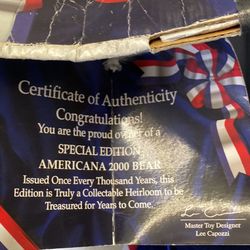 Certificate of Authenticity
Congratulations!
You are the proud owner of a
SPECIAL EDITION
AMERICANA 2000 BEAR
Issued Once Every Thousand Years, this
Edition is Truly a Collectable Heirloom to be
Treasured for Years to Come.
Master Toy Designer
Lee Capozzi